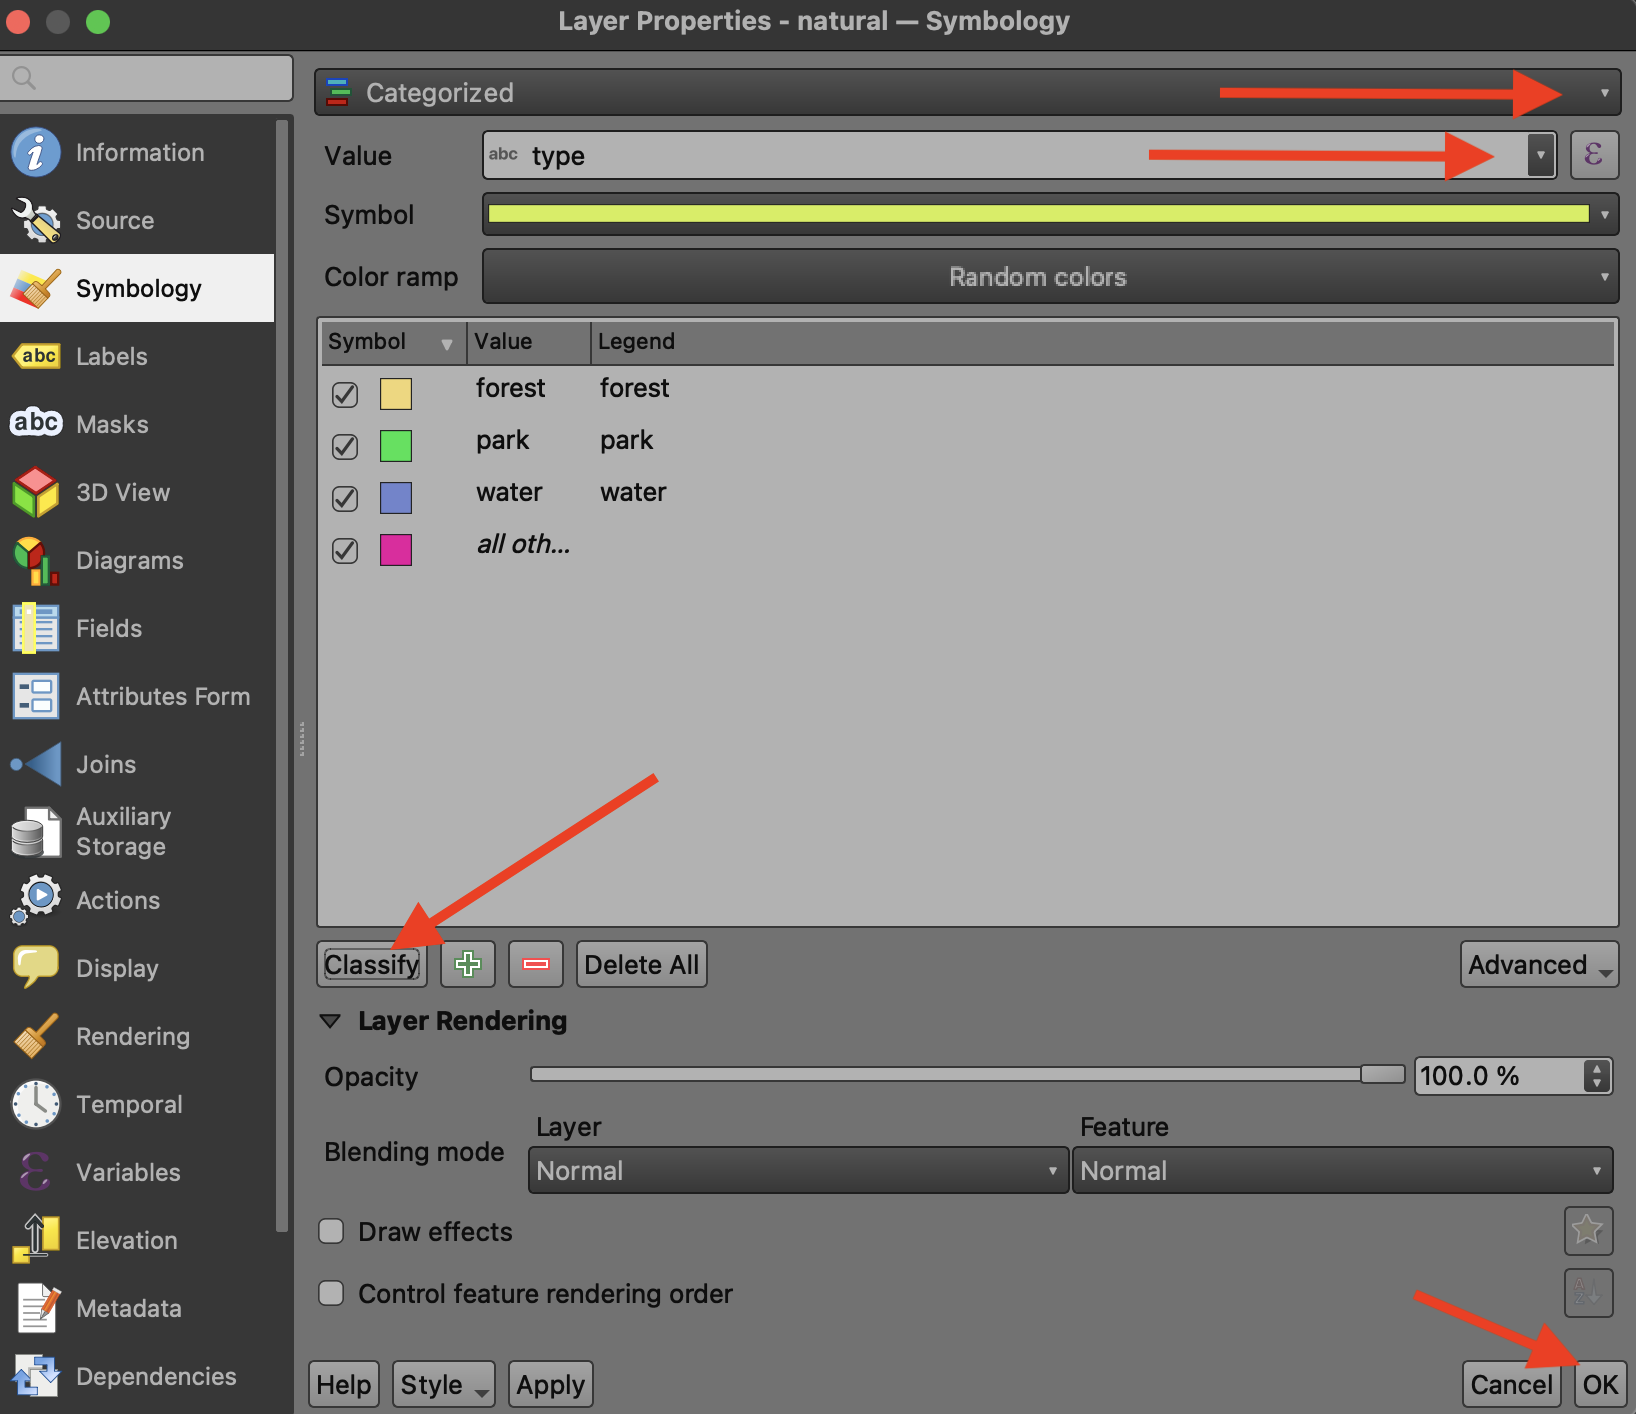 Layer Properties - natural — Symbology
Information
Source
Symbology
Labels
Masks
3D View
Diagrams
Fields
Attributes Form
Joins
Auxiliary
Storage
Actions
Display
Rendering
Temporal
Variables
Elevation
Metadata
Dependencies
Categorized
Value abc type ε
Symbol
Color ramp Random colors
Symbol Value Legend
forest forest
park park
water water
all oth...
Classify Delete All Advanced
Layer Rendering
Opacity 100.0 %
Layer Feature
Blending mode Normal Normal
Draw effects
Control feature rendering order
Help Style Apply Cancel OK
abc
abc